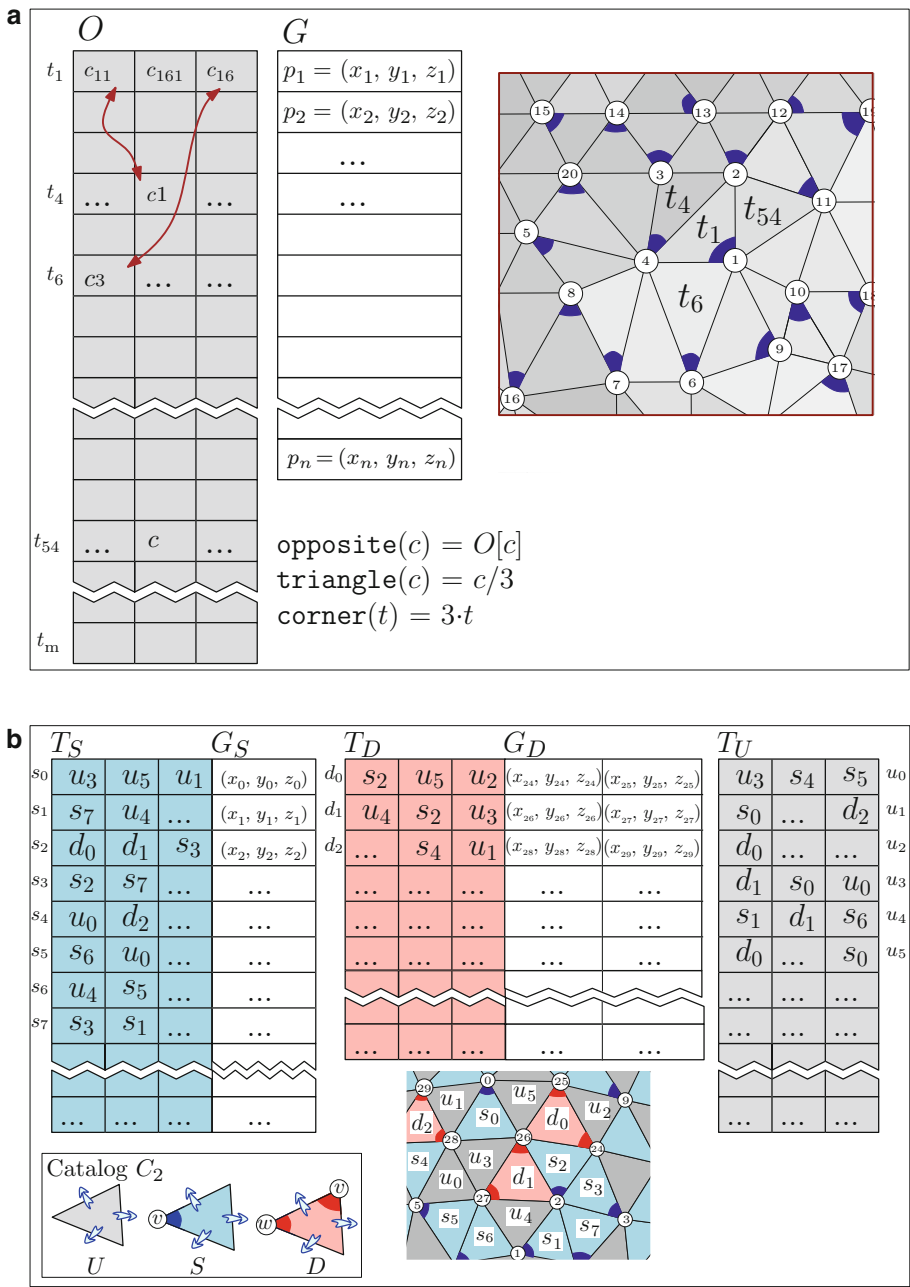 a
O G
t₁ c₁₁ c₁₆₁ c₁₆ p₁ = (x₁, y₁, z₁)
p₂ = (x₂, y₂, z₂)
...
t₄ ... c1 ... ...
t₆ c3 ... ...
pₙ = (xₙ, yₙ, zₙ)
t₅₄ ... c ...
tₘ
opposite(c) = O[c]
triangle(c) = c/3
corner(t) = 3·t
15 14 13 12 19
20 3 2
t₄ t₅₄ 11
5 t₁
4 1
8 t₆ 10 18
9
7 6 17
16
b
T_S G_S T_D G_D T_U
s₀ u₃ u₅ u₁ (x₀, y₀, z₀) d₀ s₂ u₅ u₂ (x₂₄, y₂₄, z₂₄) (x₂₅, y₂₅, z₂₅) u₃ s₄ s₅ u₀
s₁ s₇ u₄ ... (x₁, y₁, z₁) d₁ u₄ s₂ u₃ (x₂₆, y₂₆, z₂₆) (x₂₇, y₂₇, z₂₇) s₀ ... d₂ u₁
s₂ d₀ d₁ s₃ (x₂, y₂, z₂) d₂ ... s₄ u₁ (x₂₈, y₂₈, z₂₈) (x₂₉, y₂₉, z₂₉) d₀ ... ... u₂
s₃ s₂ s₇ ... ... ... ... ... ... ... d₁ s₀ u₀ u₃
s₄ u₀ d₂ ... ... ... ... ... ... ... s₁ d₁ s₆ u₄
s₅ s₆ u₀ ... ... ... ... ... ... ... d₀ ... s₀ u₅
s₆ u₄ s₅ ... ... ... ... ...
s₇ s₃ s₁ ... ... ... ... ... ... ... ... ... ...
... ... ... ... ... ... ...
29 0 25
u₁ u₅ u₂ 9
d₂ s₀ d₀
28 26 24
s₄ u₃ s₂
u₀ d₁ s₃
5 27 2 3
s₅ u₄ s₇
s₆ 1 s₁
Catalog C₂
v w v
U S D